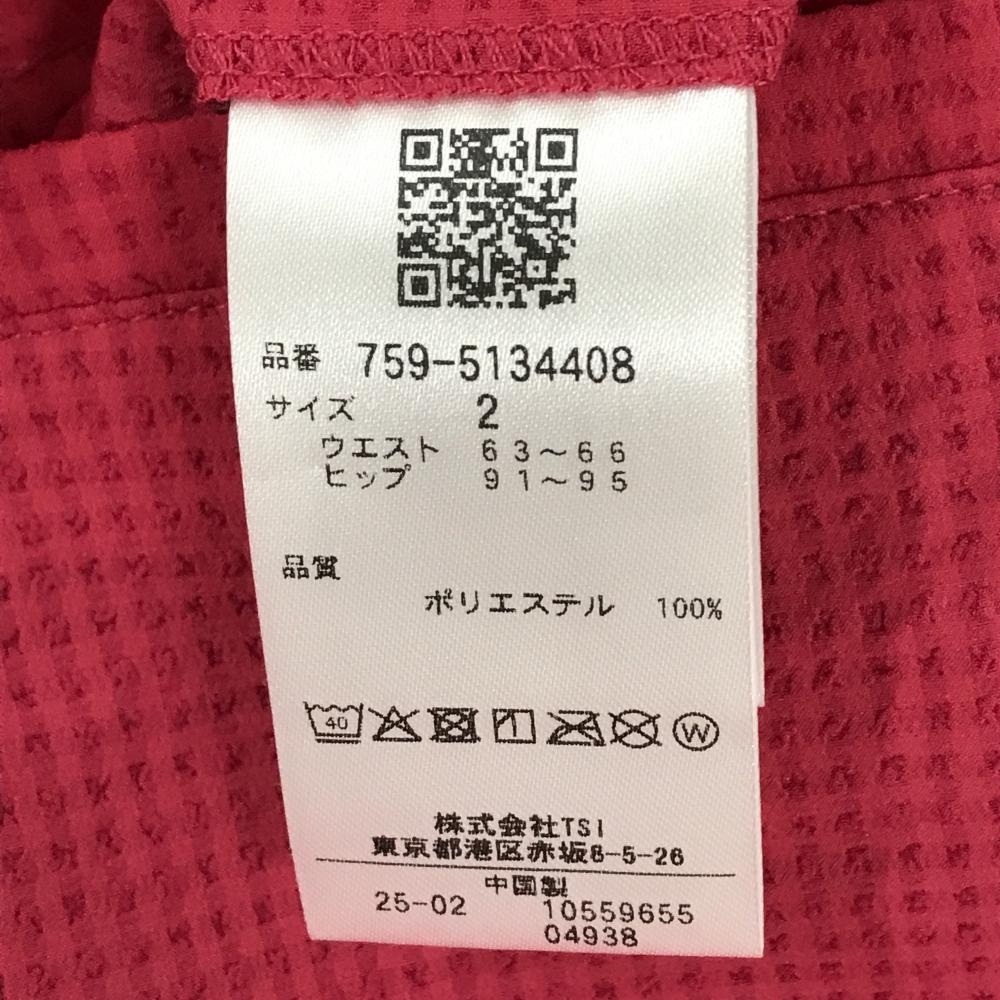 品番 759-5134408
サイズ 2
ウエスト 63～66
ヒップ 91～95
品質
ポリエステル 100%
40
W
株式会社TSI
東京都港区赤坂8-5-26
中国製
25-02 10559655
04938